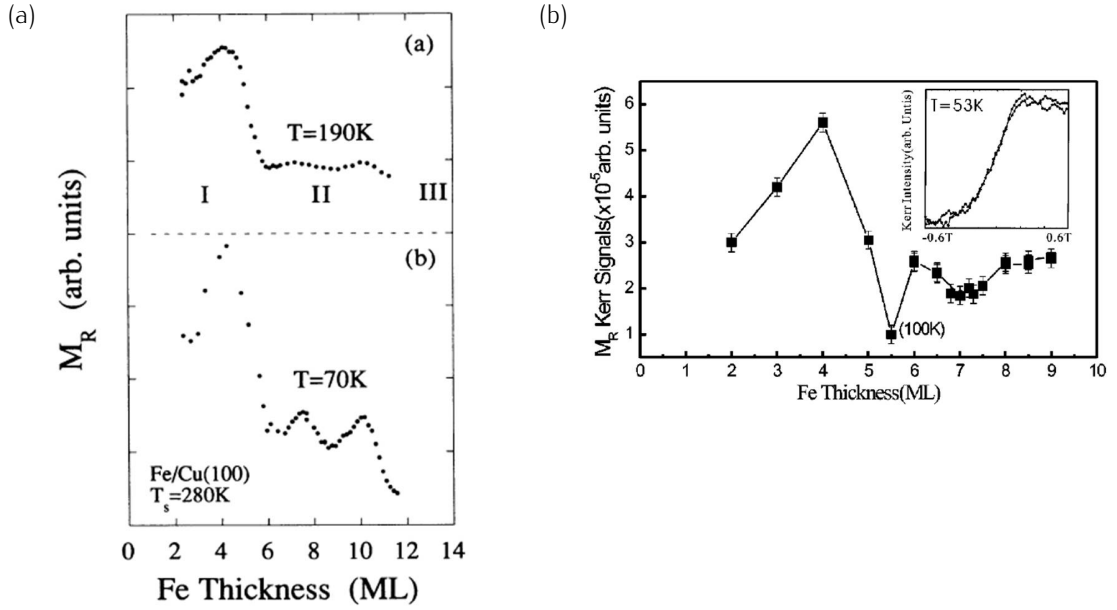 (a)
(a)
T=190K
I
II
III
(b)
T=70K
Fe/Cu(100)
T_s=280K
M_R (arb. units)
0 2 4 6 8 10 12 14
Fe Thickness (ML)
(b)
6
5
4
3
2
1
M_R Kerr Signals(x10^-5 arb. units)
(100K)
0 1 2 3 4 5 6 7 8 9 10
Fe Thickness(ML)
T=53K
Kerr Intensity(arb. Untis)
-0.6T 0.6T